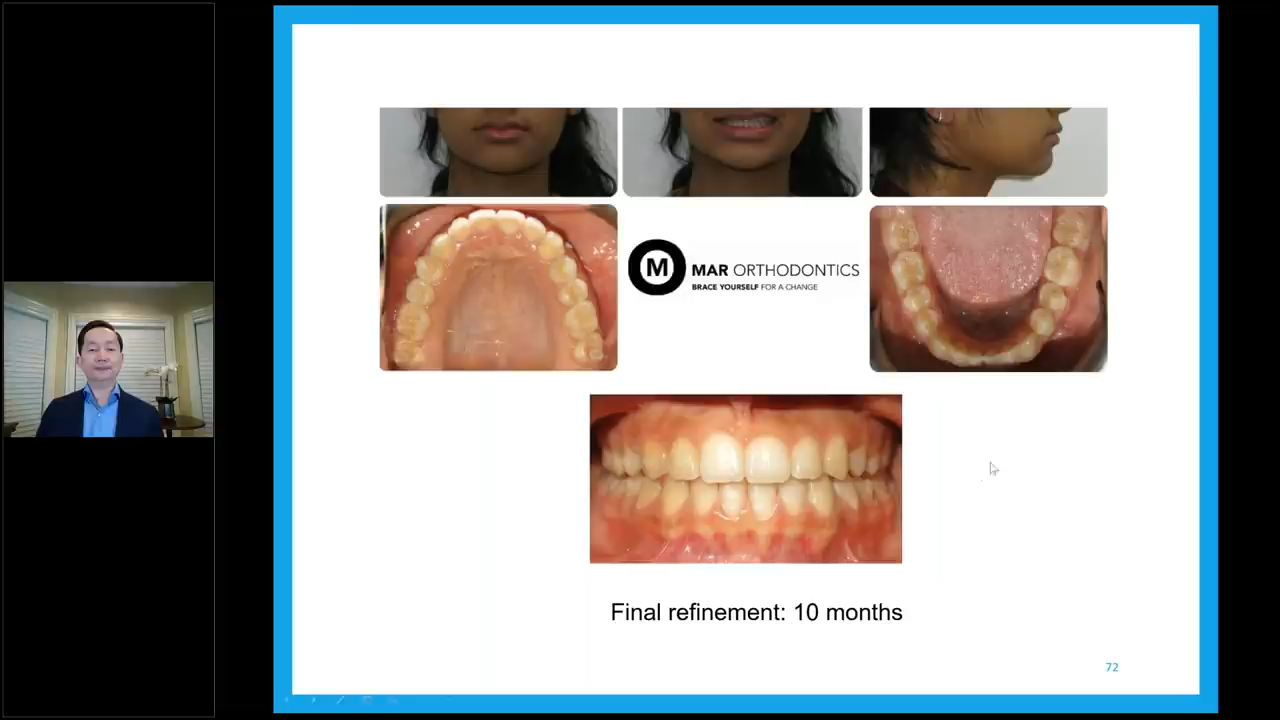 M
MAR ORTHODONTICS
BRACE YOURSELF FOR A CHANGE
Final refinement: 10 months
72